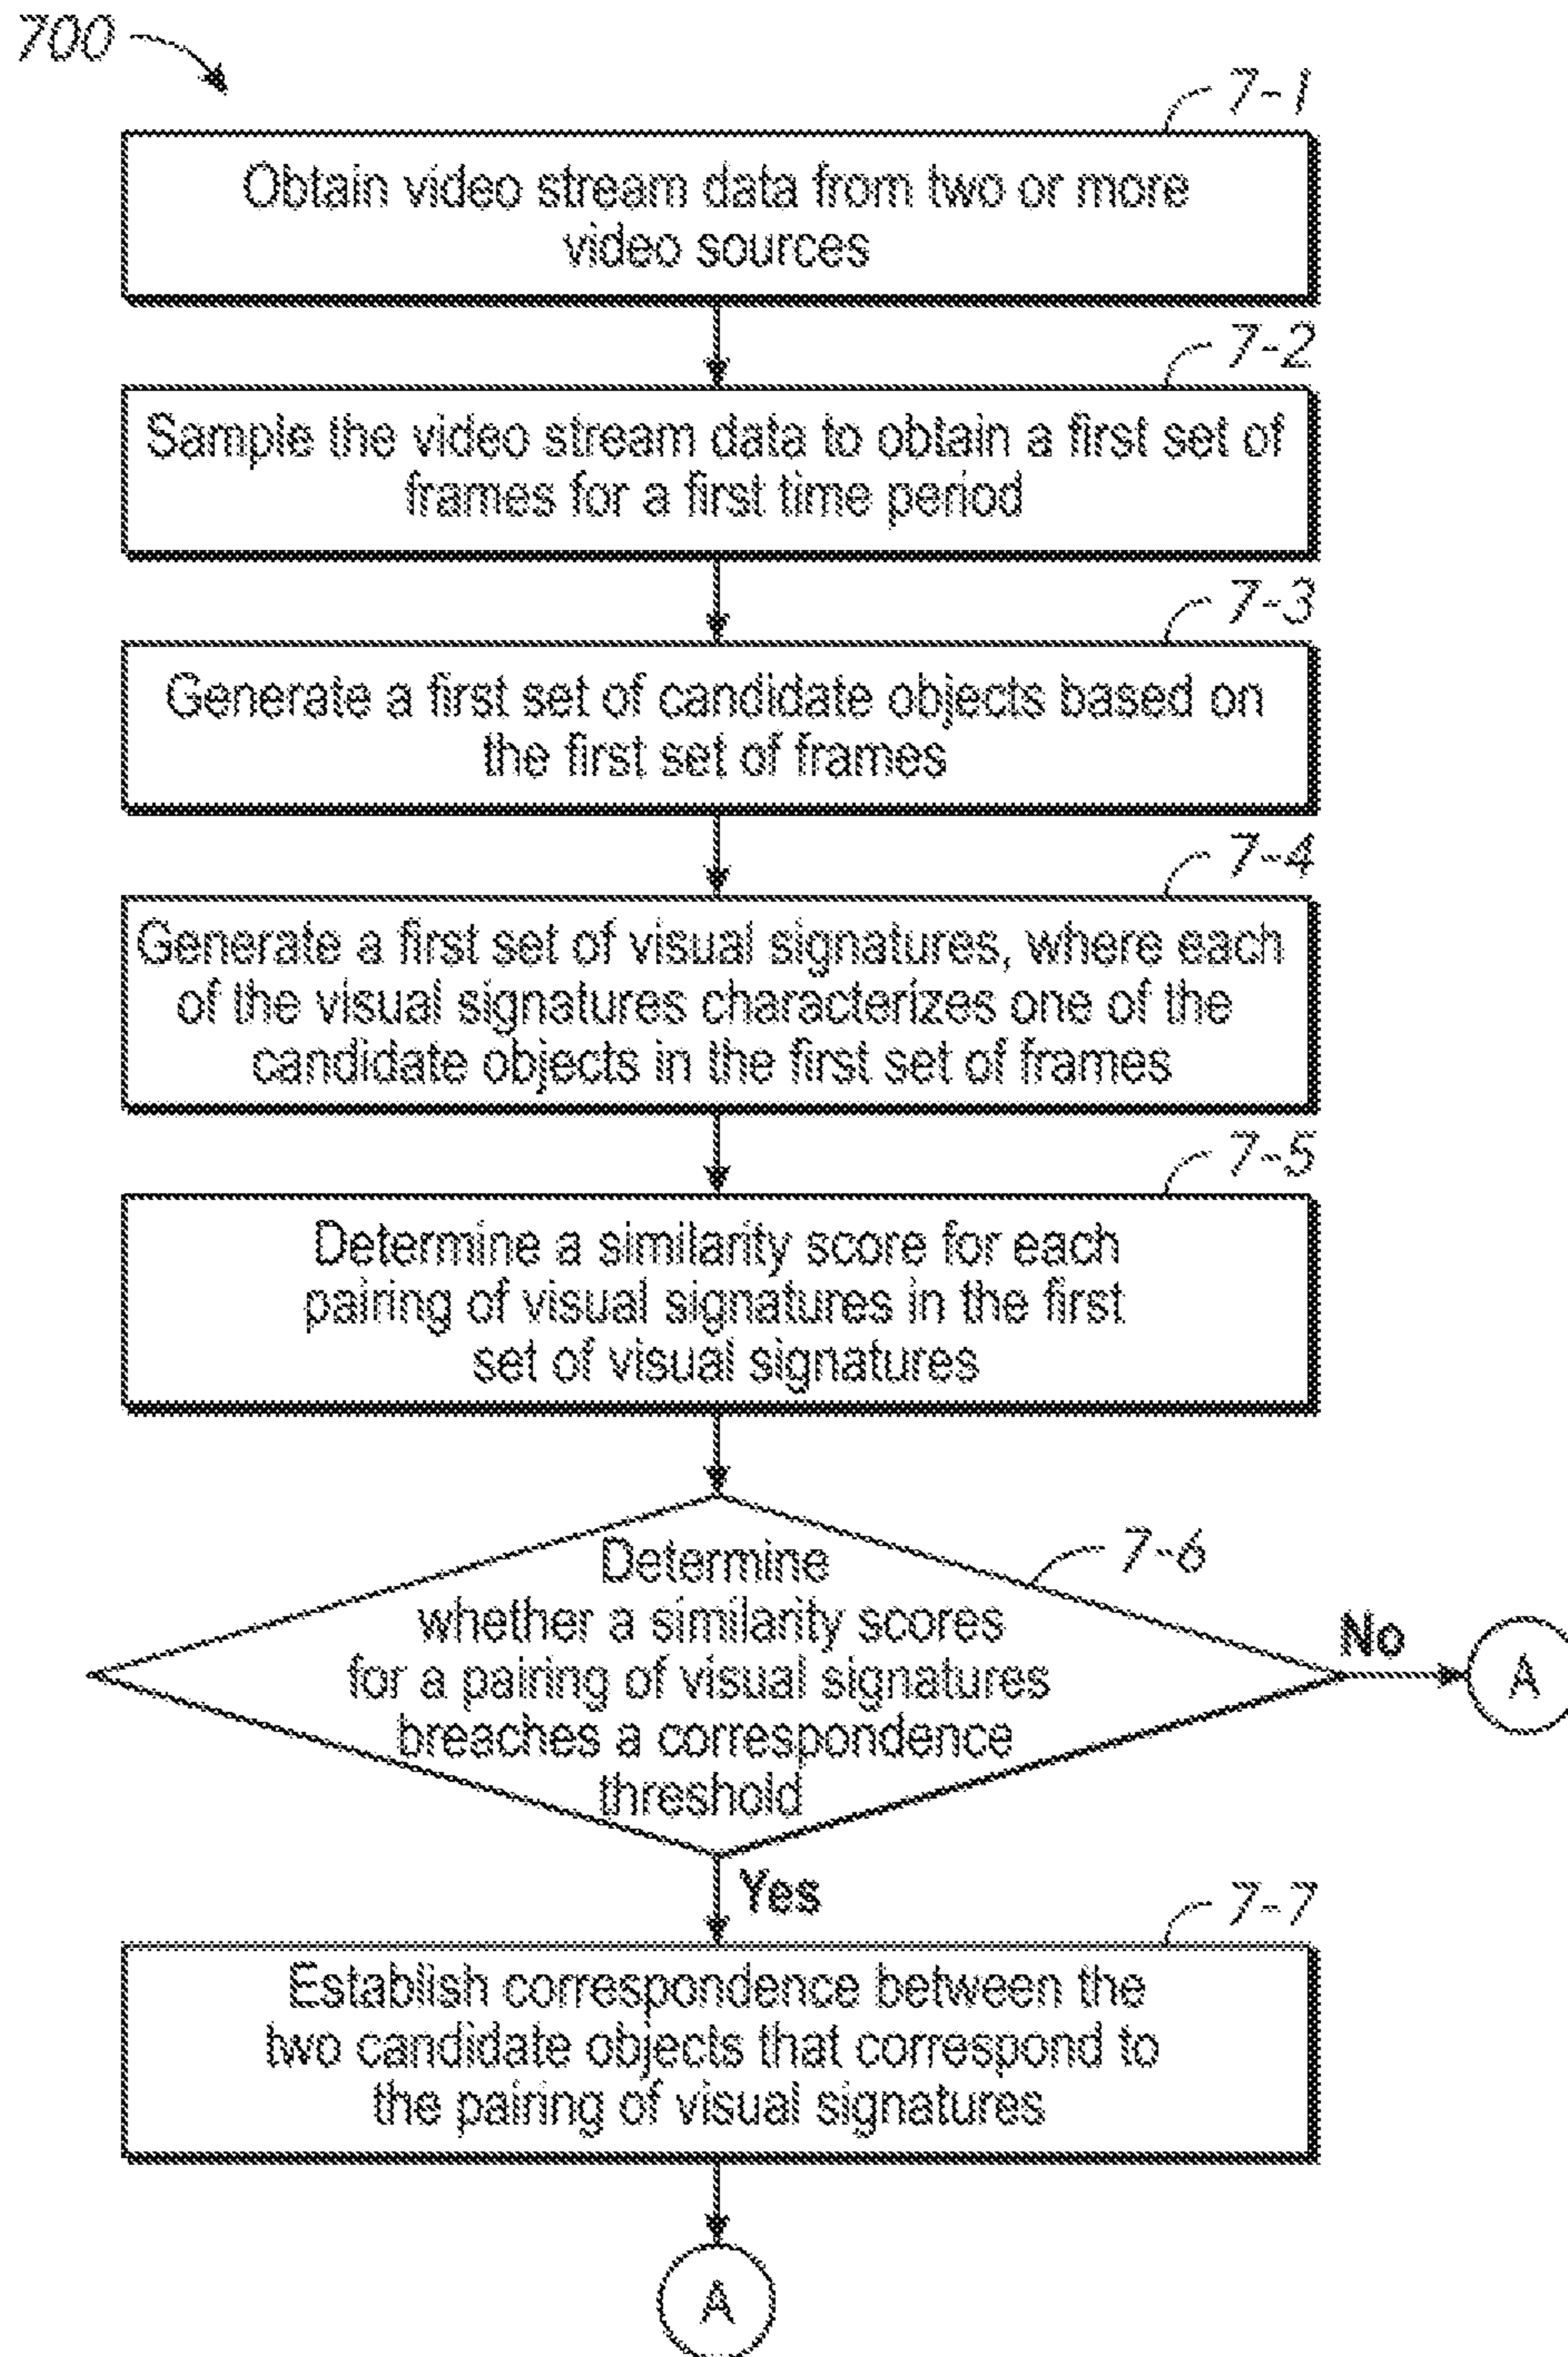 700
7-1
Obtain video stream data from two or more
video sources
7-2
Sample the video stream data to obtain a first set of
frames for a first time period
7-3
Generate a first set of candidate objects based on
the first set of frames
7-4
Generate a first set of visual signatures, where each
of the visual signatures characterizes one of the
candidate objects in the first set of frames
7-5
Determine a similarity score for each
pairing of visual signatures in the first
set of visual signatures
7-6
Determine
whether a similarity scores
for a pairing of visual signatures
breaches a correspondence
threshold
No
A
Yes
7-7
Establish correspondence between the
two candidate objects that correspond to
the pairing of visual signatures
A